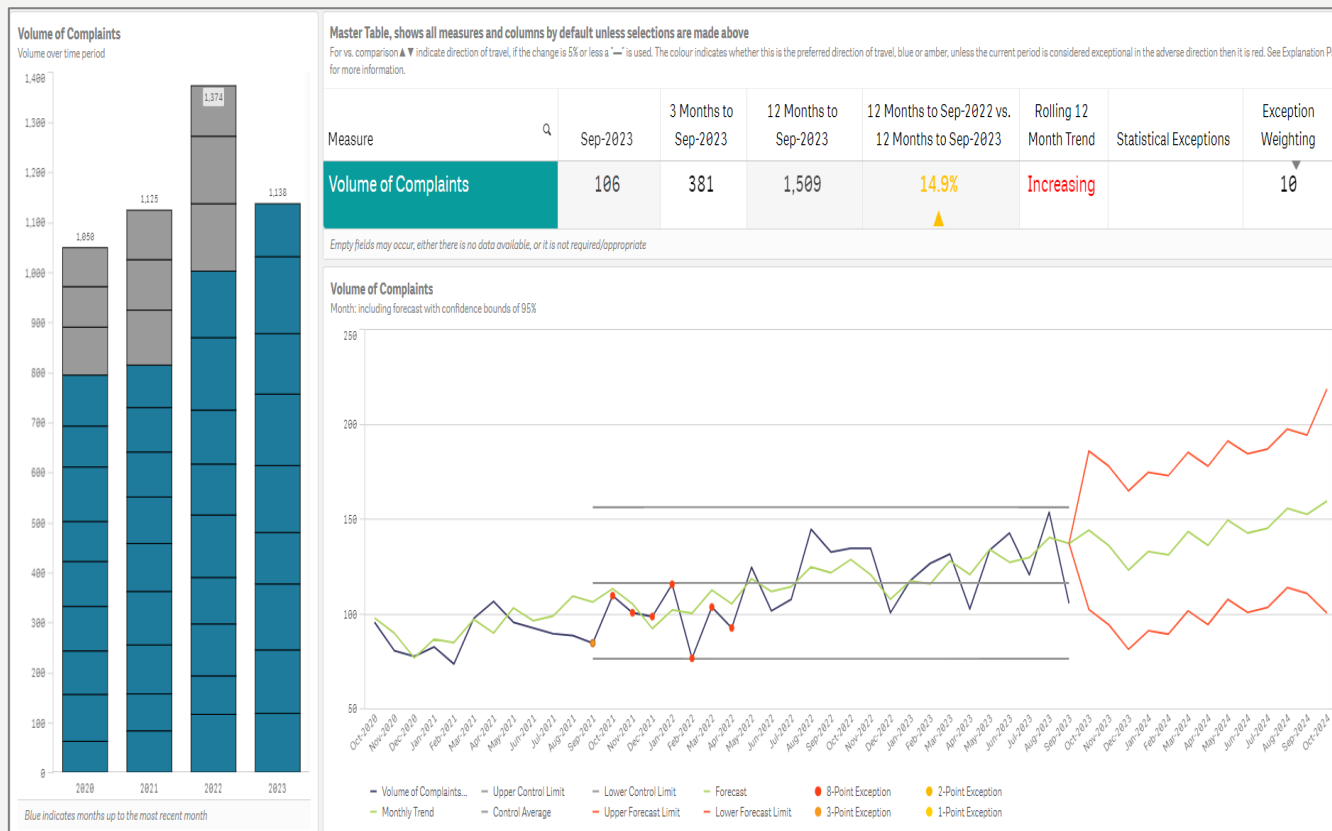 Volume of Complaints
Volume over time period
1,400
1,300
1,200
1,100
1,000
900
800
700
600
500
400
300
200
100
0
1,050
1,125
1,374
1,138
2020
2021
2022
2023
Blue indicates months up to the most recent month
Master Table, shows all measures and columns by default unless selections are made above
For vs. comparison ▲▼ indicate direction of travel, if the change is 5% or less a "—" is used. The colour indicates whether this is the preferred direction of travel, blue or amber, unless the current period is considered exceptional in the adverse direction then it is red. See Explanation P
for more information.
Measure
Sep-2023
3 Months to
Sep-2023
12 Months to
Sep-2023
12 Months to Sep-2022 vs.
12 Months to Sep-2023
Rolling 12
Month Trend
Statistical Exceptions
Exception
Weighting
Volume of Complaints
106
381
1,509
14.9%
▲
Increasing
10
Empty fields may occur, either there is no data available, or it is not required/appropriate
Volume of Complaints
Month: including forecast with confidence bounds of 95%
250
200
150
100
50
Oct-2020
Nov-2020
Dec-2020
Jan-2021
Feb-2021
Mar-2021
Apr-2021
May-2021
Jun-2021
Jul-2021
Aug-2021
Sep-2021
Oct-2021
Nov-2021
Dec-2021
Jan-2022
Feb-2022
Mar-2022
Apr-2022
May-2022
Jun-2022
Jul-2022
Aug-2022
Sep-2022
Oct-2022
Nov-2022
Dec-2022
Jan-2023
Feb-2023
Mar-2023
Apr-2023
May-2023
Jun-2023
Jul-2023
Aug-2023
Sep-2023
Oct-2023
Nov-2023
Dec-2023
Jan-2024
Feb-2024
Mar-2024
Apr-2024
May-2024
Jun-2024
Jul-2024
Aug-2024
Sep-2024
Oct-2024
Volume of Complaints...
Upper Control Limit
Lower Control Limit
Forecast
8-Point Exception
2-Point Exception
Monthly Trend
Control Average
Upper Forecast Limit
Lower Forecast Limit
3-Point Exception
1-Point Exception